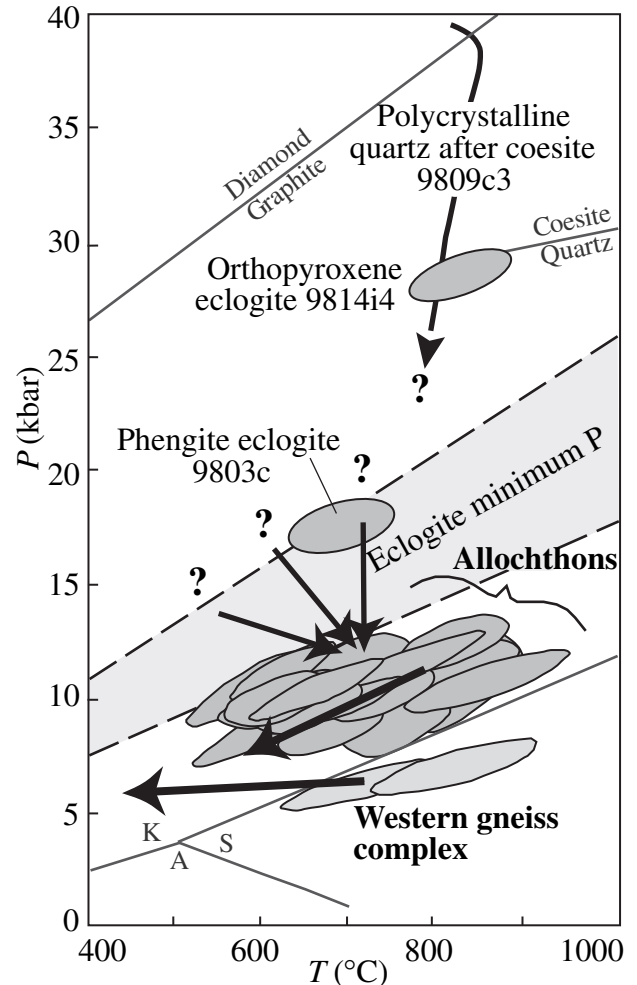 40
35
30
25
20
15
10
5
0
P (kbar)
Diamond
Graphite
Polycrystalline
quartz after coesite
9809c3
Coesite
Quartz
Orthopyroxene
eclogite 9814i4
?
Phengite eclogite
9803c
?
?
?
Eclogite minimum P
Allochthons
Western gneiss
complex
K
A
S
400
600
800
1000
T (°C)